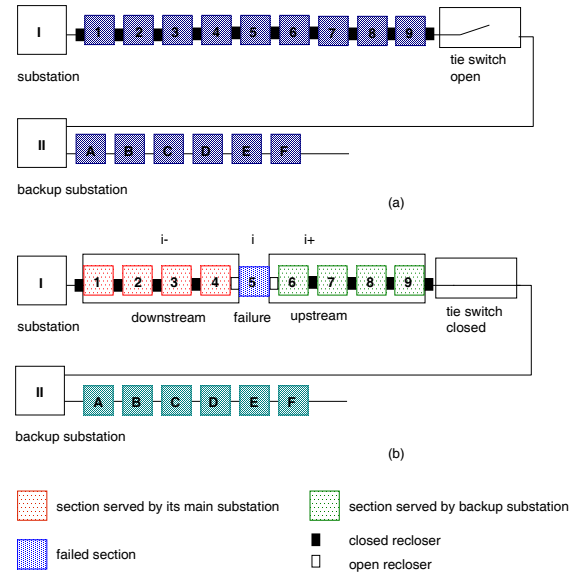 I 1 2 3 4 5 6 7 8 9
substation
tie switch
open
II A B C D E F
backup substation
(a)
i- i i+
I 1 2 3 4 5 6 7 8 9
substation
downstream failure upstream
tie switch
closed
II A B C D E F
backup substation
(b)
section served by its main substation
section served by backup substation
failed section
closed recloser
open recloser